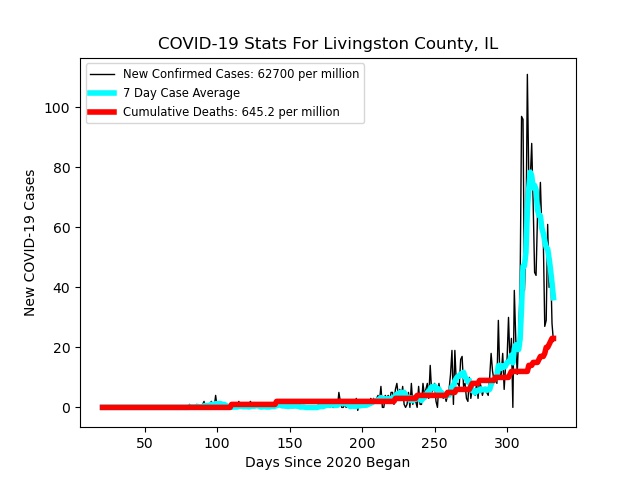 COVID-19 Stats For Livingston County, IL
New Confirmed Cases: 62700 per million
7 Day Case Average
Cumulative Deaths: 645.2 per million
New COVID-19 Cases
100
80
60
40
20
0
50 100 150 200 250 300
Days Since 2020 Began